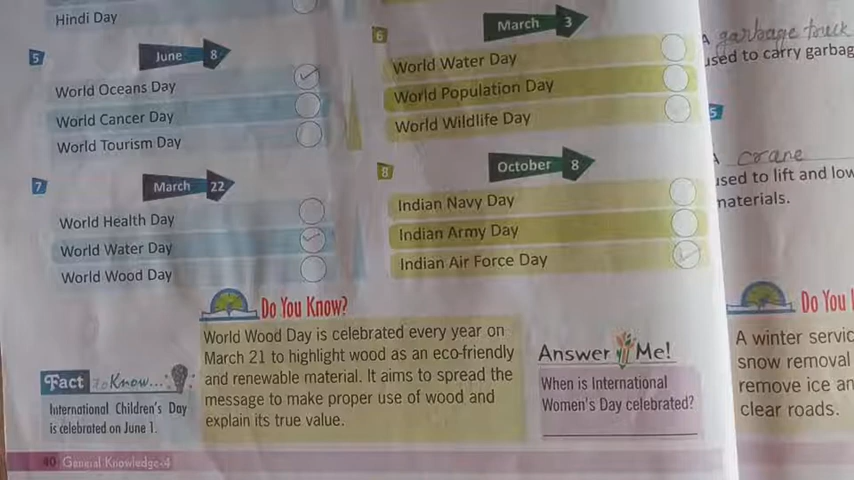 Hindi Day
5
June 8
World Oceans Day
World Cancer Day
World Tourism Day
6
March 3
World Water Day
World Population Day
World Wildlife Day
7
March 22
World Health Day
World Water Day
World Wood Day
8
October 8
Indian Navy Day
Indian Army Day
Indian Air Force Day
Fact to Know...
International Children's Day
is celebrated on June 1.
Do You Know?
World Wood Day is celebrated every year on
March 21 to highlight wood as an eco-friendly
and renewable material. It aims to spread the
message to make proper use of wood and
explain its true value.
Answer Me!
When is International
Women's Day celebrated?
40 General Knowledge-4
A garbage truck
used to carry garbag
5
A crane
used to lift and low
materials.
Do You
A winter servic
snow removal
remove ice an
clear roads.